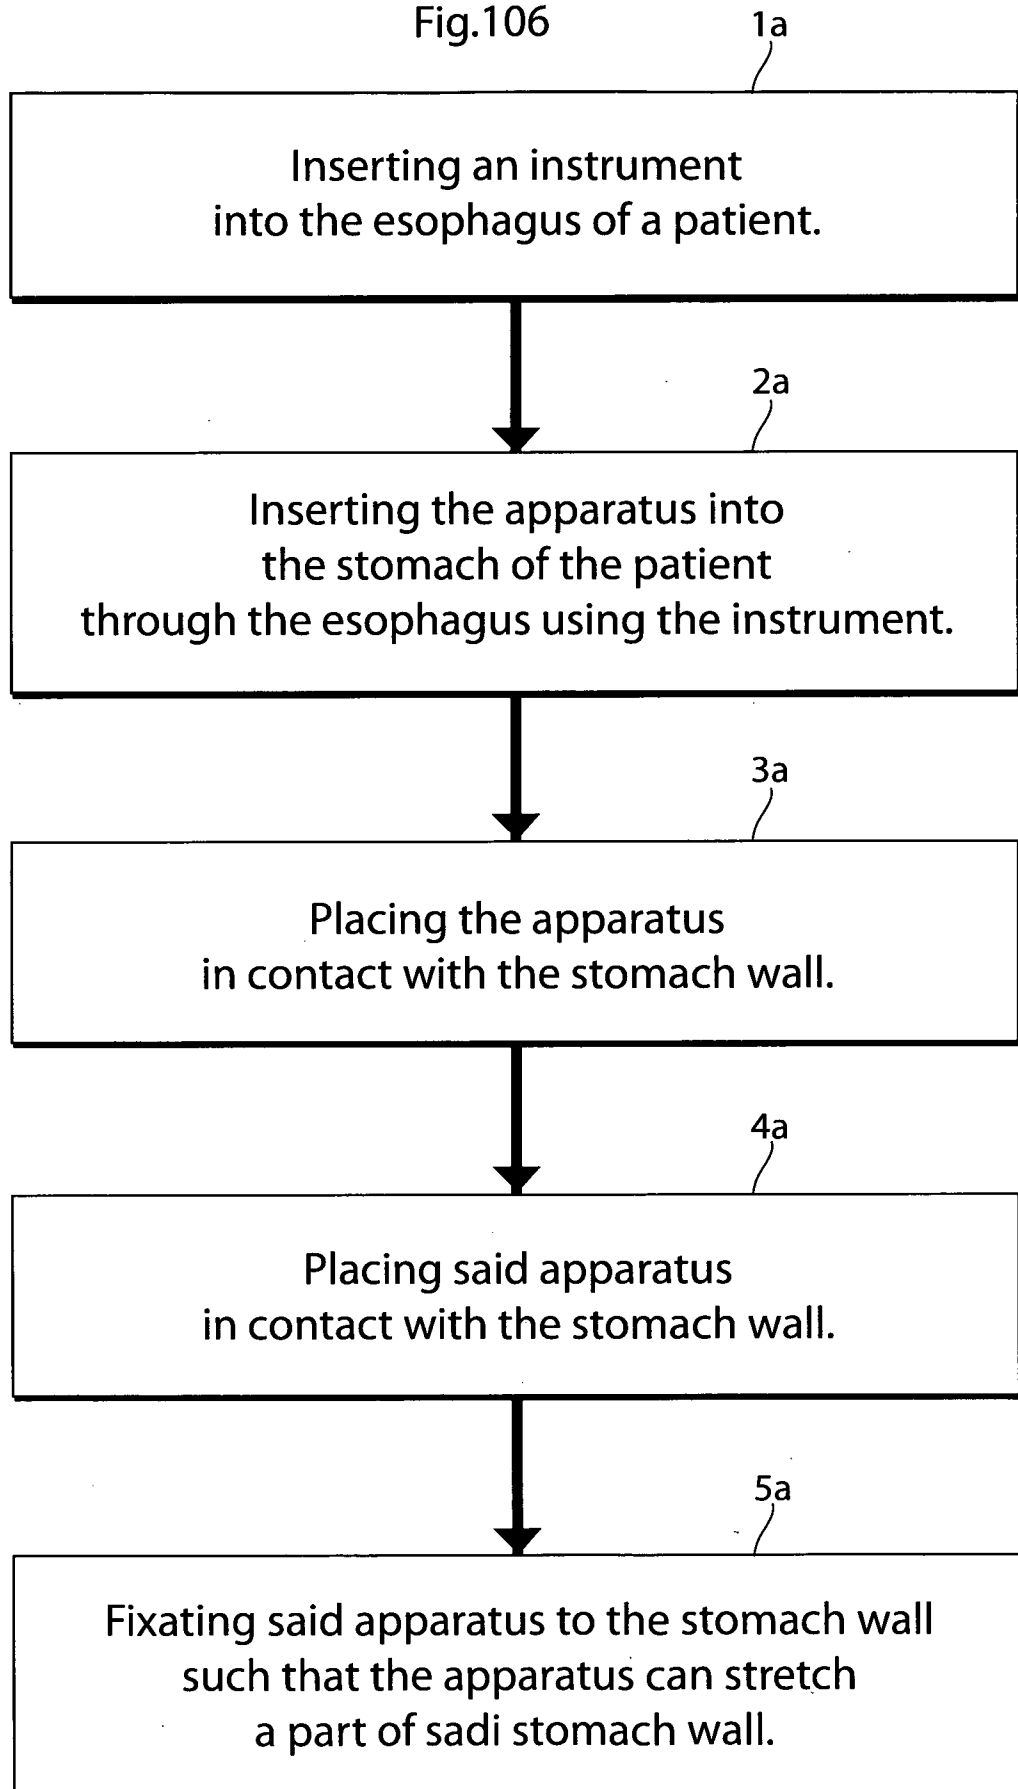 Fig.106
1a
Inserting an instrument
into the esophagus of a patient.
2a
Inserting the apparatus into
the stomach of the patient
through the esophagus using the instrument.
3a
Placing the apparatus
in contact with the stomach wall.
4a
Placing said apparatus
in contact with the stomach wall.
5a
Fixating said apparatus to the stomach wall
such that the apparatus can stretch
a part of sadi stomach wall.